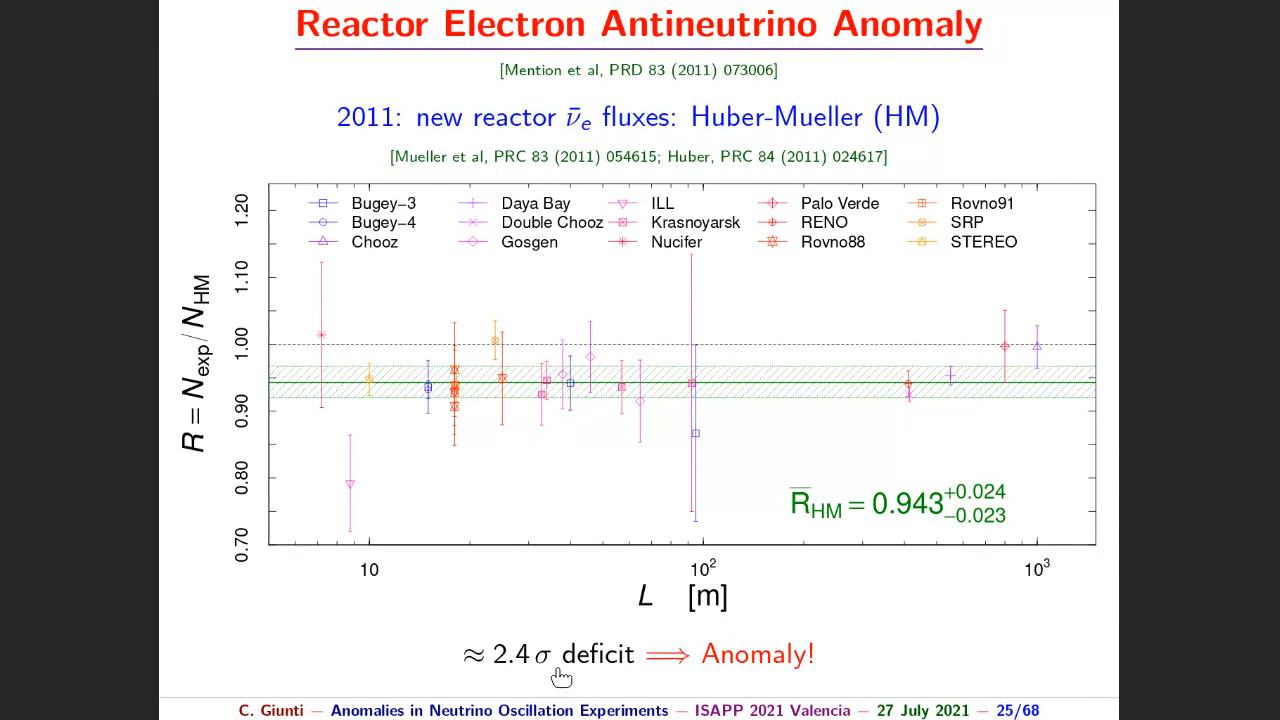 Reactor Electron Antineutrino Anomaly
[Mention et al, PRD 83 (2011) 073006]
2011: new reactor ν̄e fluxes: Huber-Mueller (HM)
[Mueller et al, PRC 83 (2011) 054615; Huber, PRC 84 (2011) 024617]
Bugey−3 Daya Bay ILL Palo Verde Rovno91
Bugey−4 Double Chooz Krasnoyarsk RENO SRP
Chooz Gosgen Nucifer Rovno88 STEREO
R = Nexp / NHM
1.20
1.10
1.00
0.90
0.80
0.70
R̅HM = 0.943 +0.024 −0.023
10 10² 10³
L [m]
≈ 2.4 σ deficit ⟹ Anomaly!
C. Giunti − Anomalies in Neutrino Oscillation Experiments − ISAPP 2021 Valencia − 27 July 2021 − 25/68